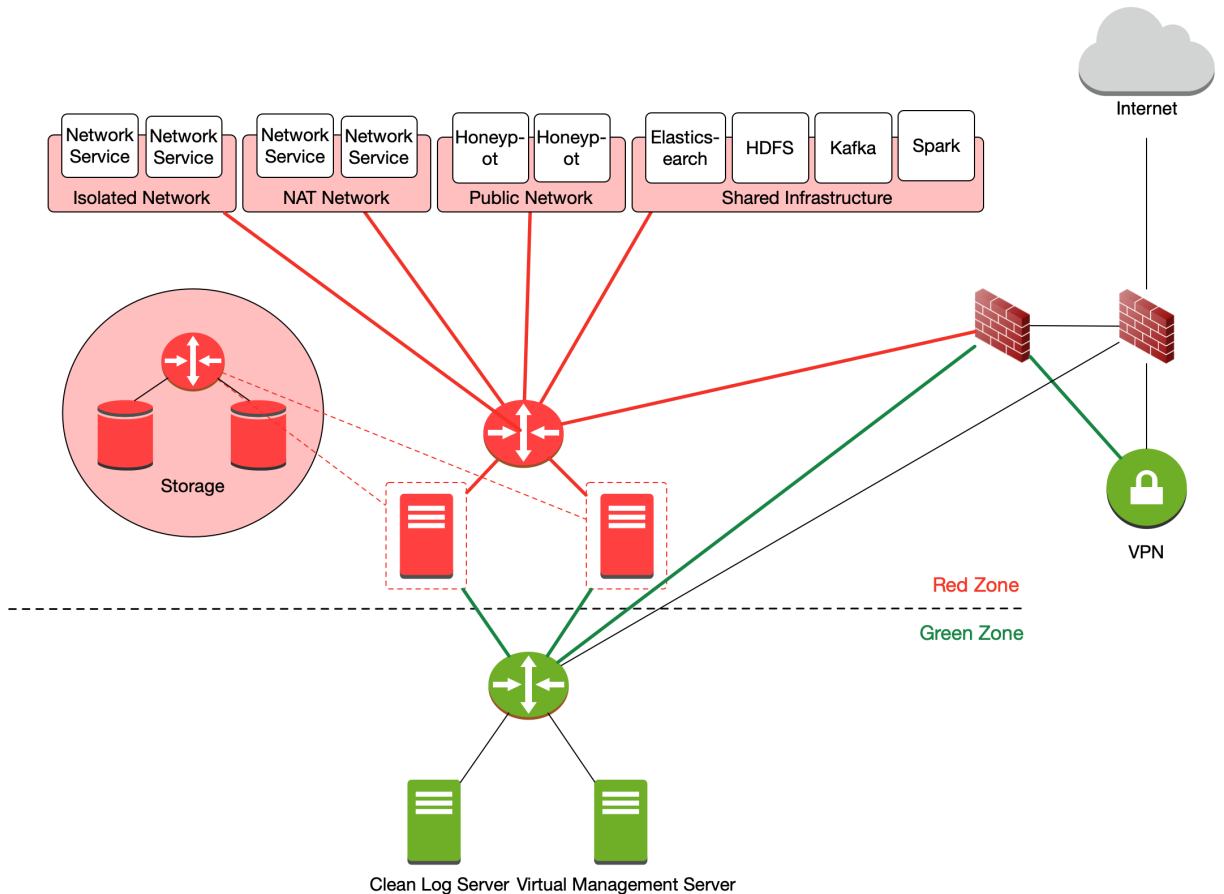 Internet
Network
Service
Network
Service
Network
Service
Network
Service
Honeyp-
ot
Honeyp-
ot
Elastics-
earch
HDFS
Kafka
Spark
Isolated Network
NAT Network
Public Network
Shared Infrastructure
Storage
VPN
Red Zone
Green Zone
Clean Log Server
Virtual Management Server